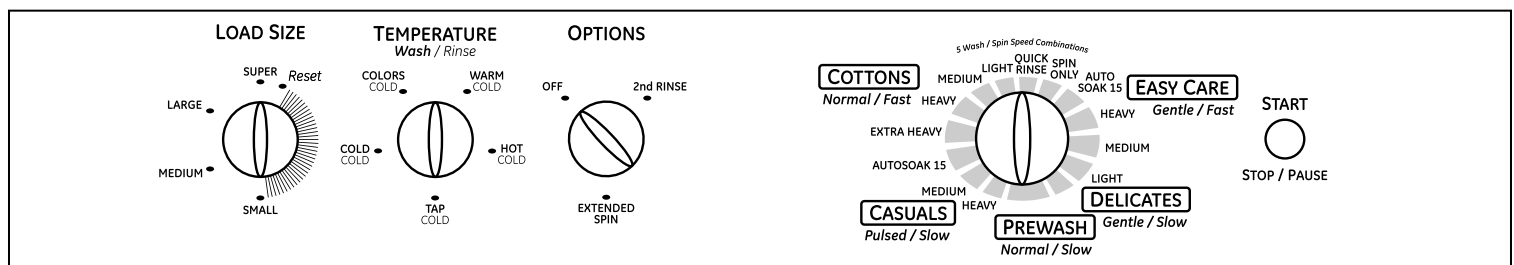 LOAD SIZE
SUPER
Reset
LARGE
MEDIUM
SMALL
TEMPERATURE
Wash / Rinse
COLORS
COLD
WARM
COLD
COLD
COLD
HOT
COLD
TAP
COLD
OPTIONS
OFF
2nd RINSE
EXTENDED
SPIN
5 Wash / Spin Speed Combinations
COTTONS
Normal / Fast
LIGHT
MEDIUM
HEAVY
EXTRA HEAVY
AUTOSOAK 15
QUICK
RINSE
SPIN
ONLY
AUTO
SOAK 15
EASY CARE
Gentle / Fast
HEAVY
MEDIUM
LIGHT
DELICATES
Gentle / Slow
PREWASH
Normal / Slow
MEDIUM
HEAVY
CASUALS
Pulsed / Slow
START
STOP / PAUSE